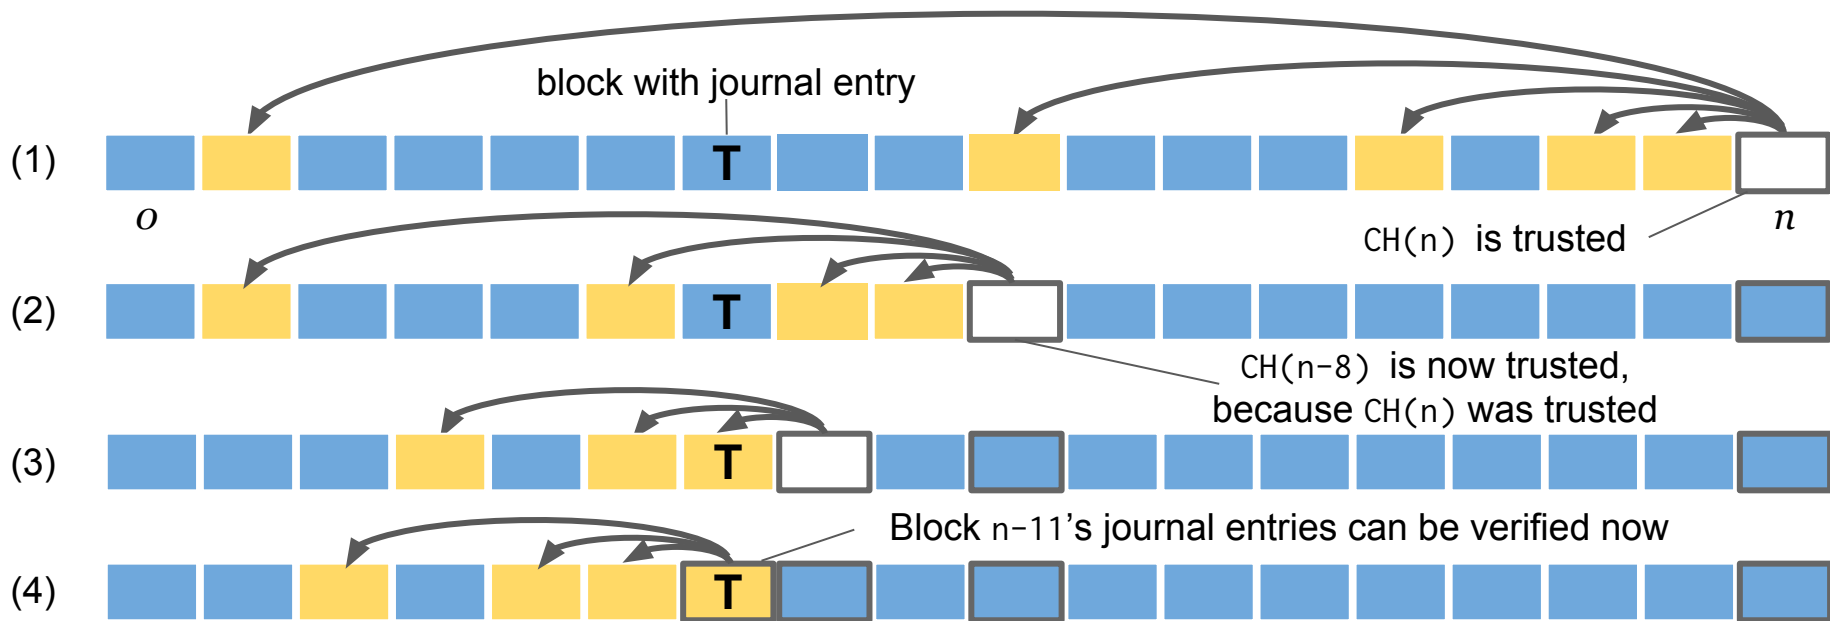 block with journal entry
(1)
T
o
n
CH(n) is trusted
(2)
T
CH(n-8) is now trusted,
because CH(n) was trusted
(3)
T
Block n-11’s journal entries can be verified now
(4)
T